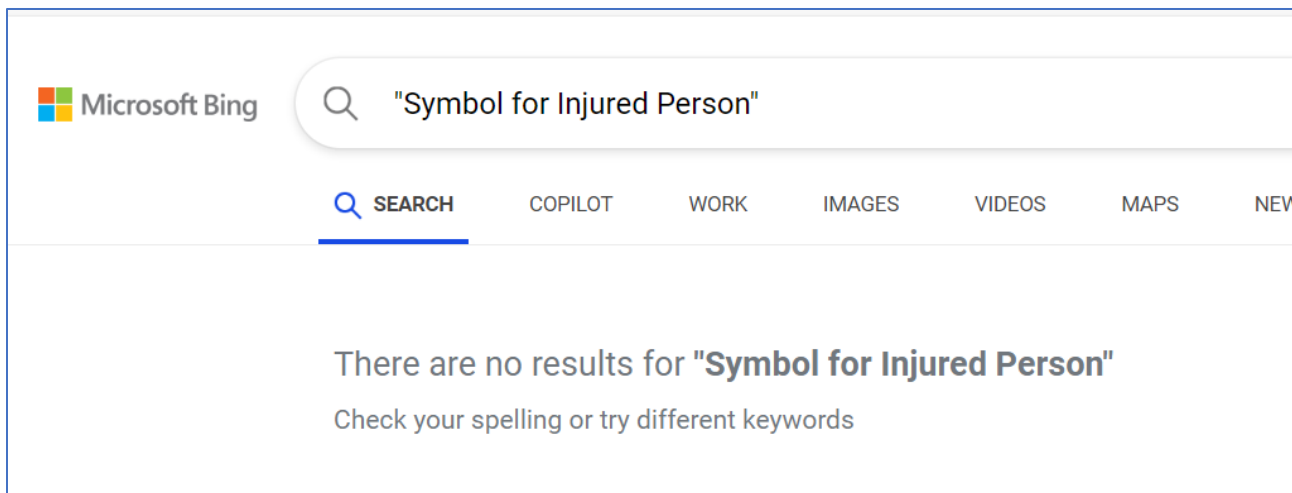 Microsoft Bing
"Symbol for Injured Person"
SEARCH COPILOT WORK IMAGES VIDEOS MAPS
There are no results for "Symbol for Injured Person"
Check your spelling or try different keywords